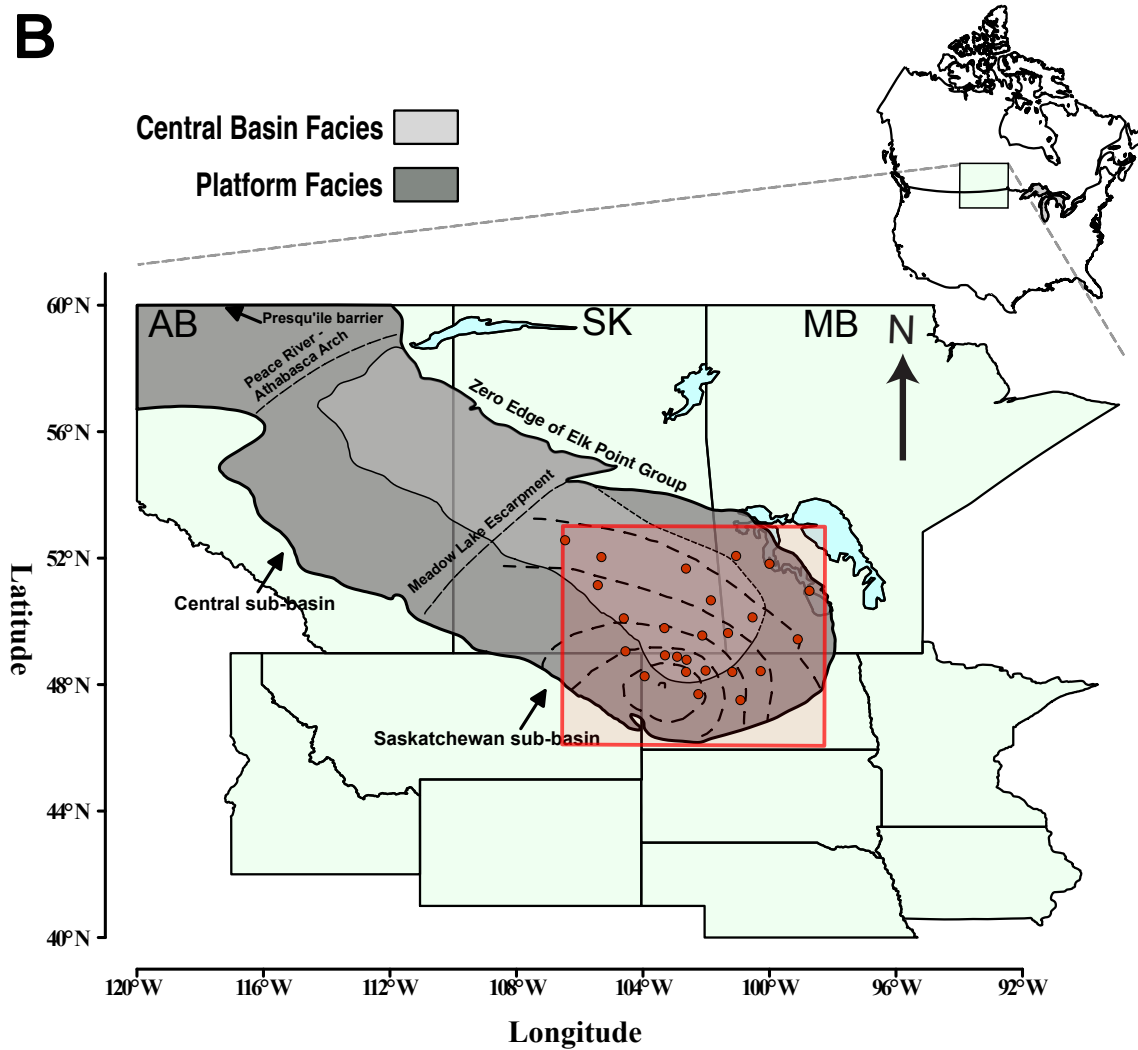 B
Central Basin Facies
Platform Facies
60°N
56°N
52°N
48°N
44°N
40°N
Latitude
AB
SK
MB
N
Presqu'ile barrier
Peace River -
Athabasca Arch
Zero Edge of Elk Point Group
Meadow Lake Escarpment
Central sub-basin
Saskatchewan sub-basin
120°W
116°W
112°W
108°W
104°W
100°W
96°W
92°W
Longitude